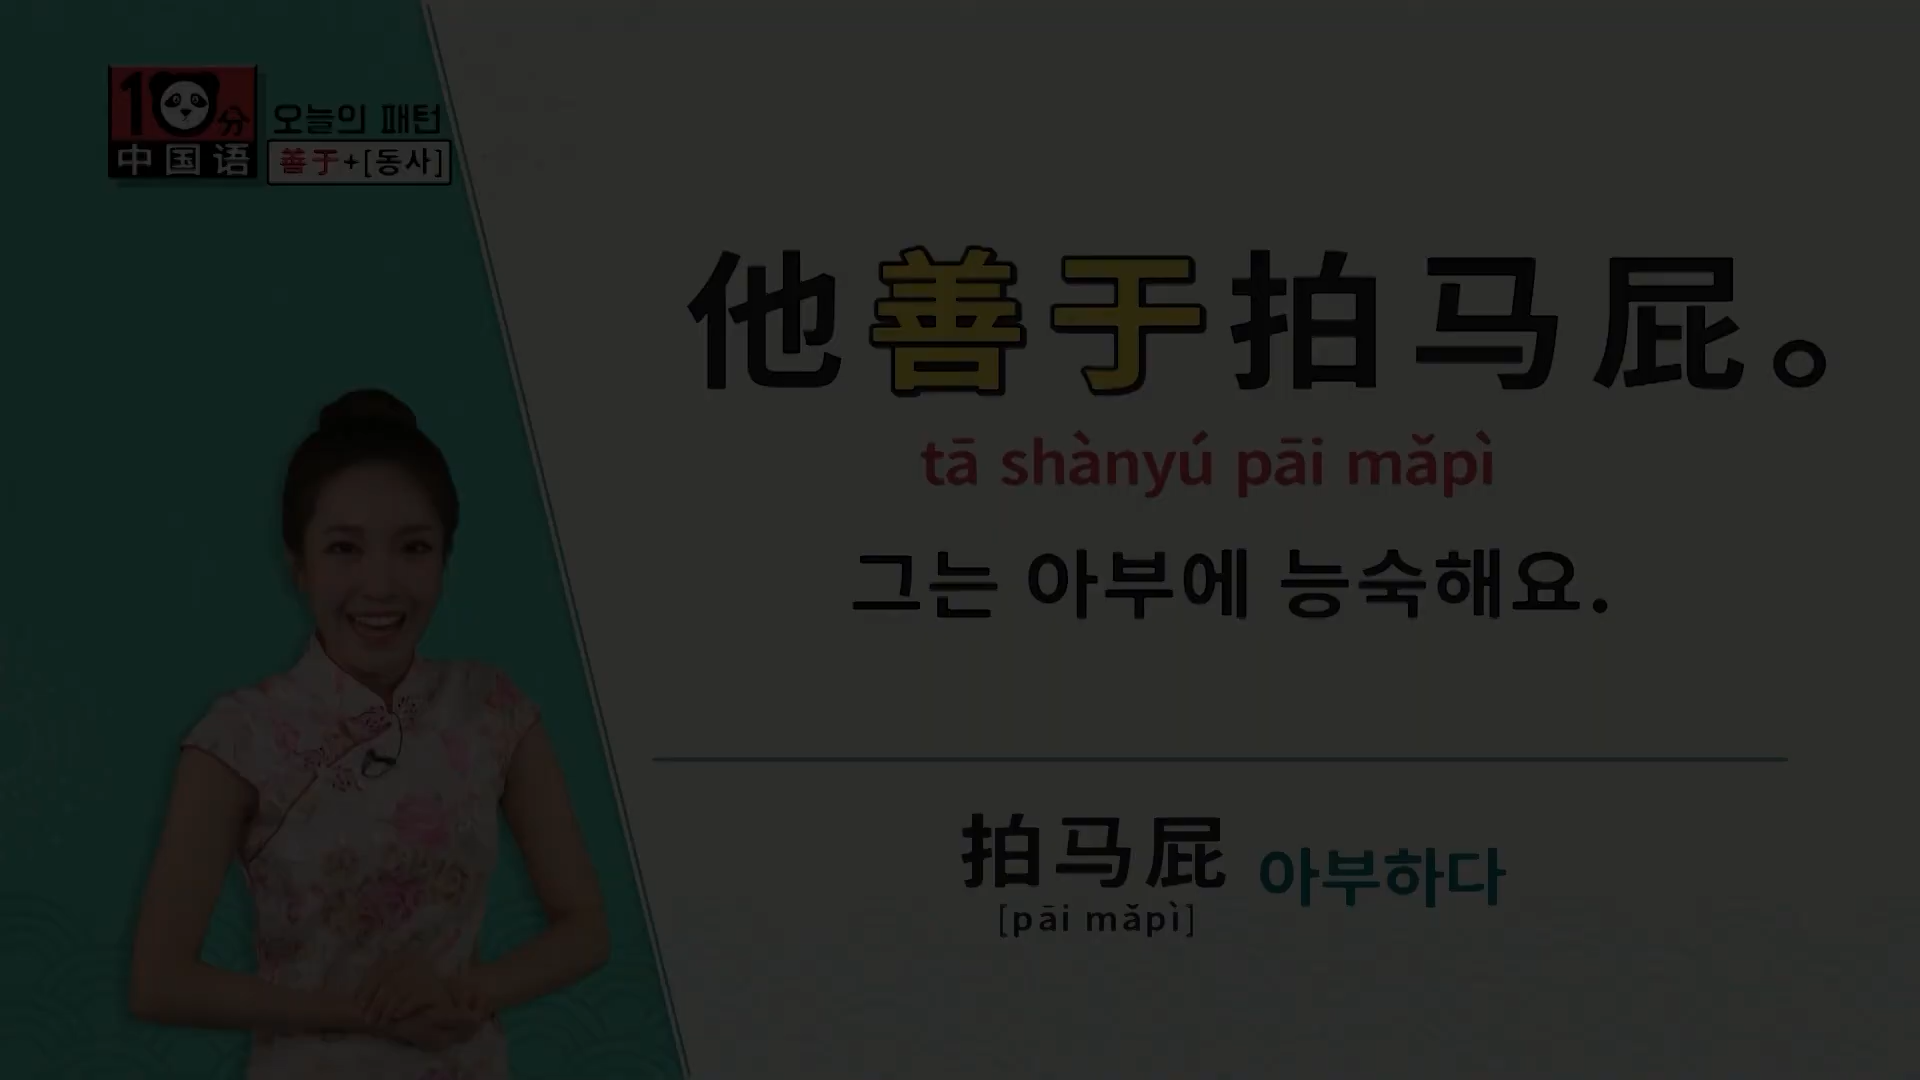 10分
中国语
오늘의 패턴
善于+[동사]
他善于拍马屁。
tā shànyú pāi mǎpì
그는 아부에 능숙해요.
拍马屁 아부하다
[pāi mǎpì]